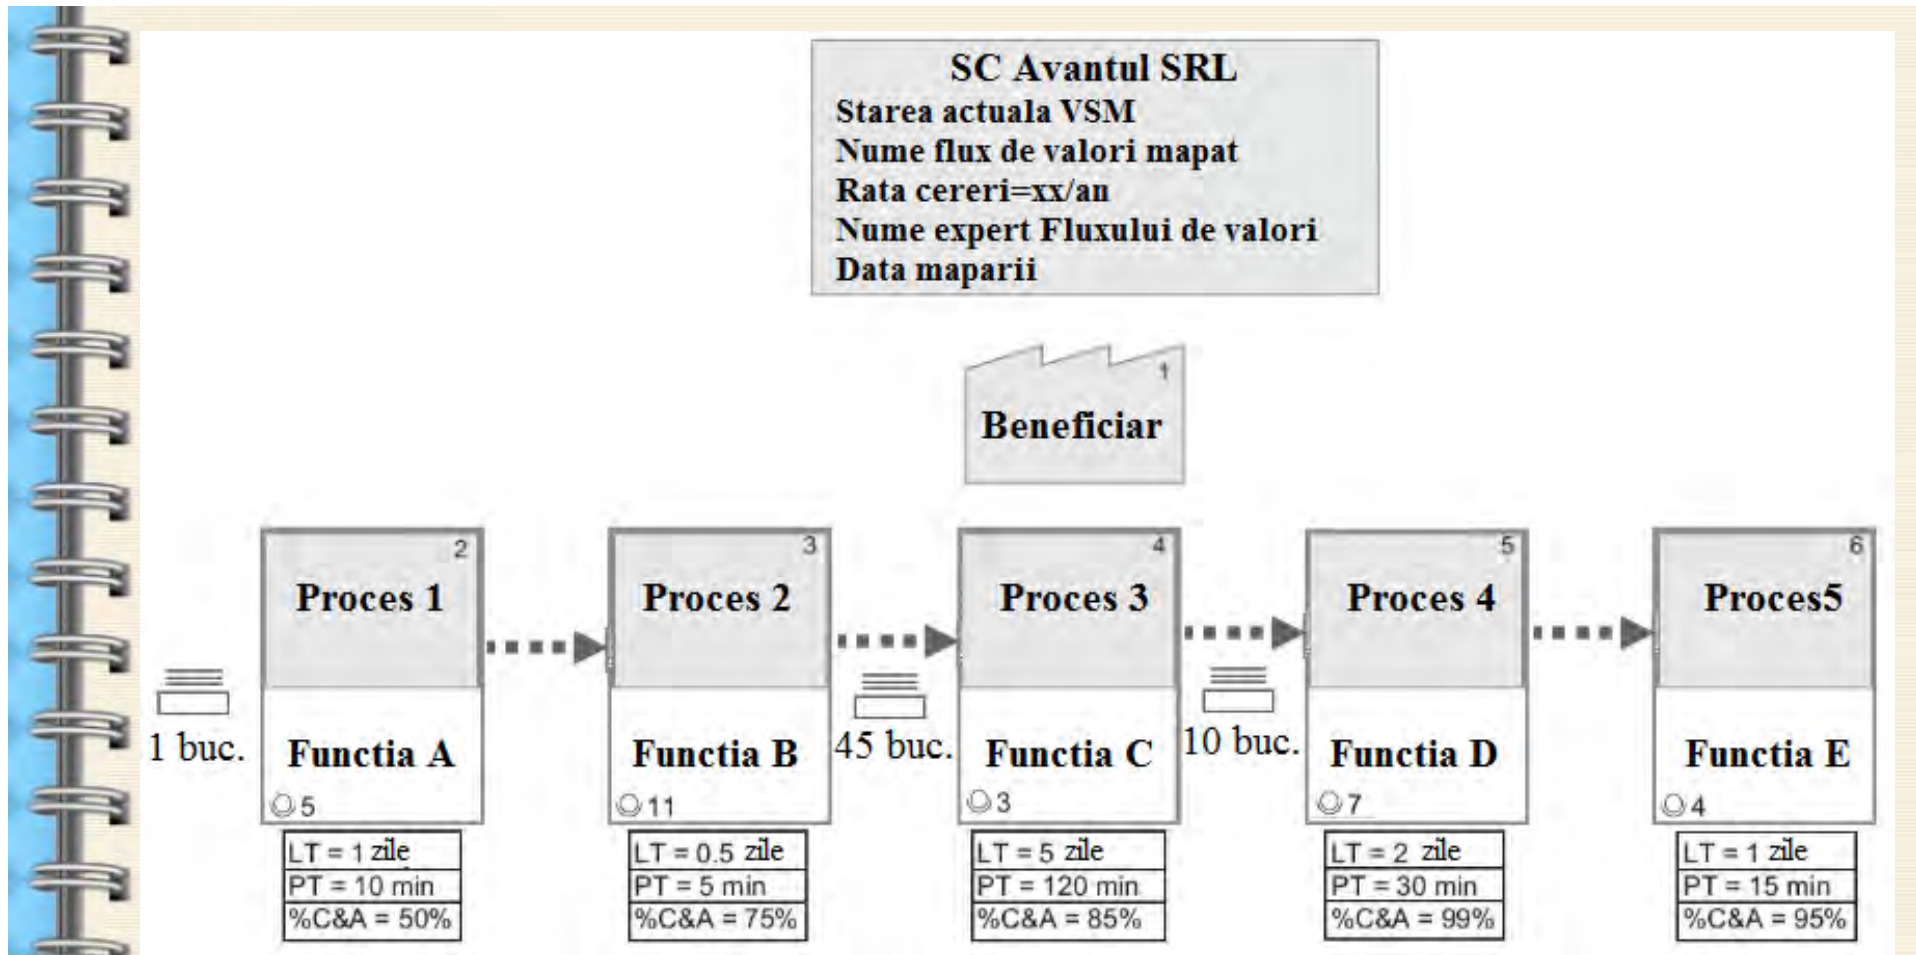 SC Avantul SRL
Starea actuala VSM
Nume flux de valori mapat
Rata cereri=xx/an
Nume expert Fluxului de valori
Data maparii
1
Beneficiar
2
Proces 1
Functia A
5
LT = 1 zile
PT = 10 min
%C&A = 50%
1 buc.
3
Proces 2
Functia B
11
LT = 0.5 zile
PT = 5 min
%C&A = 75%
45 buc.
4
Proces 3
Functia C
3
LT = 5 zile
PT = 120 min
%C&A = 85%
10 buc.
5
Proces 4
Functia D
7
LT = 2 zile
PT = 30 min
%C&A = 99%
6
Proces5
Functia E
4
LT = 1 zile
PT = 15 min
%C&A = 95%